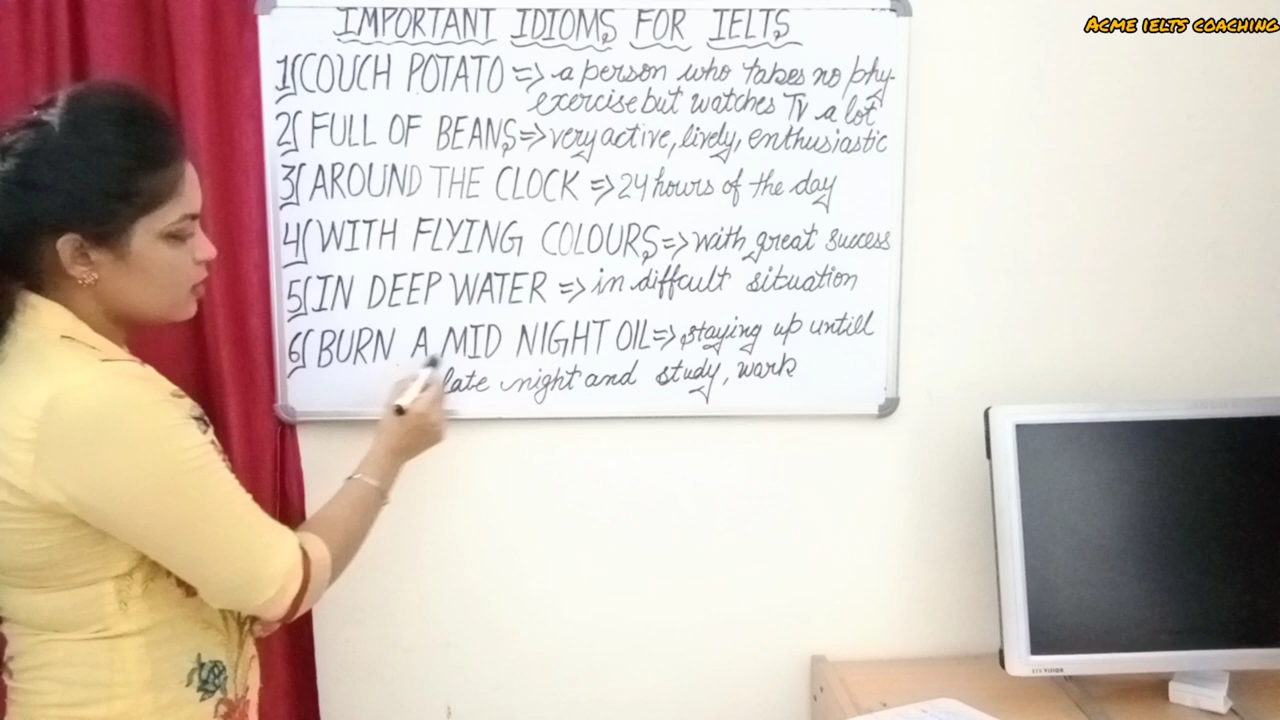 ACME IELTS COACHING
IMPORTANT IDIOMS FOR IELTS
1) COUCH POTATO => a person who takes no phy-
exercise but watches TV a lot
2) FULL OF BEANS => very active, lively, enthusiastic
3) AROUND THE CLOCK => 24 hours of the day
4) WITH FLYING COLOURS => with great success
5) IN DEEP WATER => in diffcult situation
6) BURN A MID NIGHT OIL => staying up untill
late night and study, work